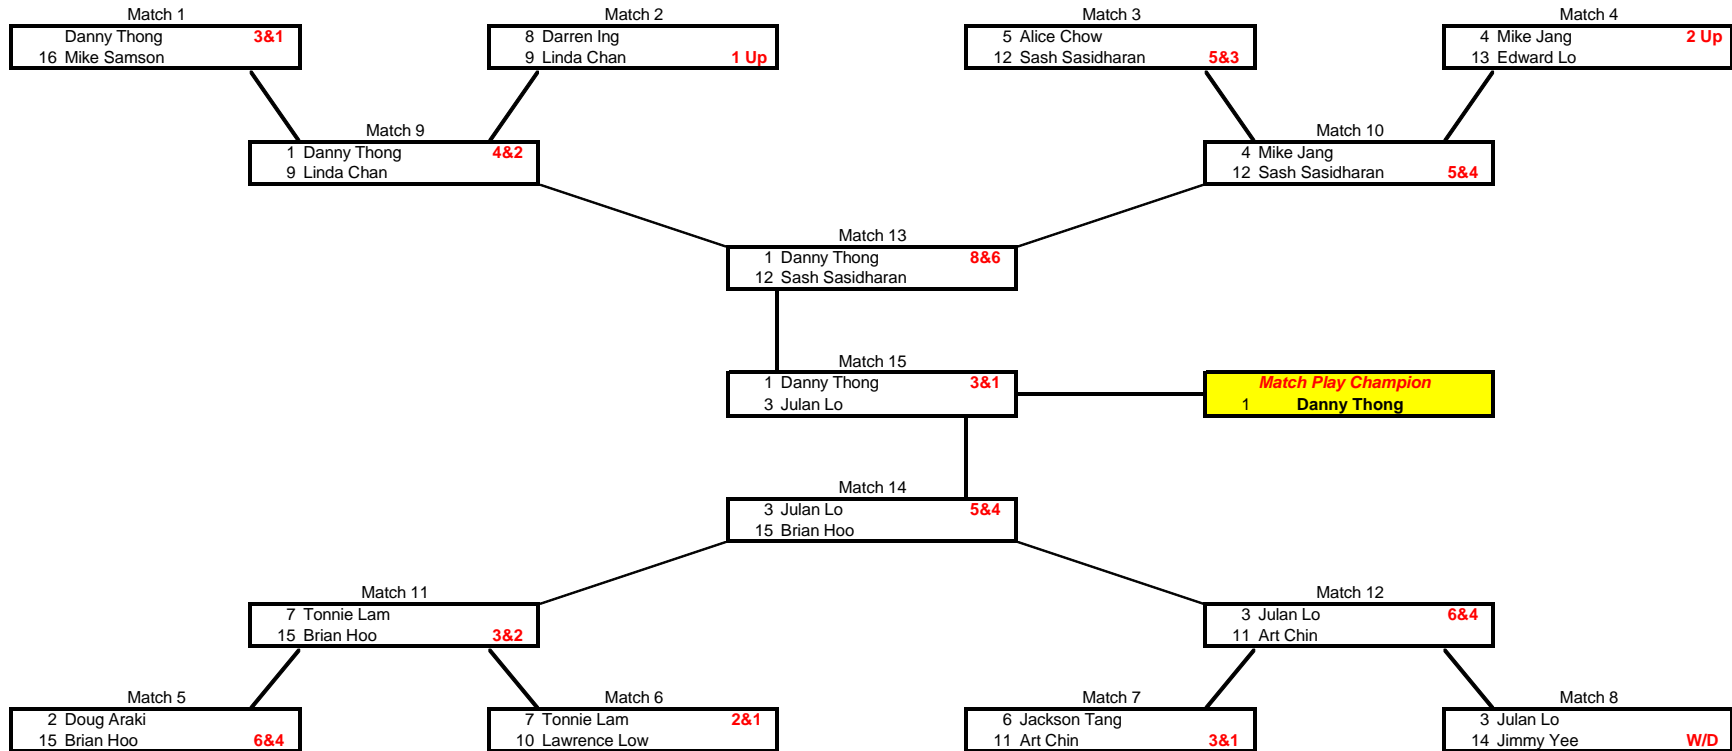 Match 1
Danny Thong 3&1
16 Mike Samson
Match 2
8 Darren Ing
9 Linda Chan 1 Up
Match 3
5 Alice Chow
12 Sash Sasidharan 5&3
Match 4
4 Mike Jang 2 Up
13 Edward Lo
Match 9
1 Danny Thong 4&2
9 Linda Chan
Match 10
4 Mike Jang
12 Sash Sasidharan 5&4
Match 13
1 Danny Thong 8&6
12 Sash Sasidharan
Match 15
1 Danny Thong 3&1
3 Julan Lo
Match Play Champion
1 Danny Thong
Match 14
3 Julan Lo 5&4
15 Brian Hoo
Match 11
7 Tonnie Lam
15 Brian Hoo 3&2
Match 12
3 Julan Lo 6&4
11 Art Chin
Match 5
2 Doug Araki
15 Brian Hoo 6&4
Match 6
7 Tonnie Lam 2&1
10 Lawrence Low
Match 7
6 Jackson Tang
11 Art Chin 3&1
Match 8
3 Julan Lo
14 Jimmy Yee W/D